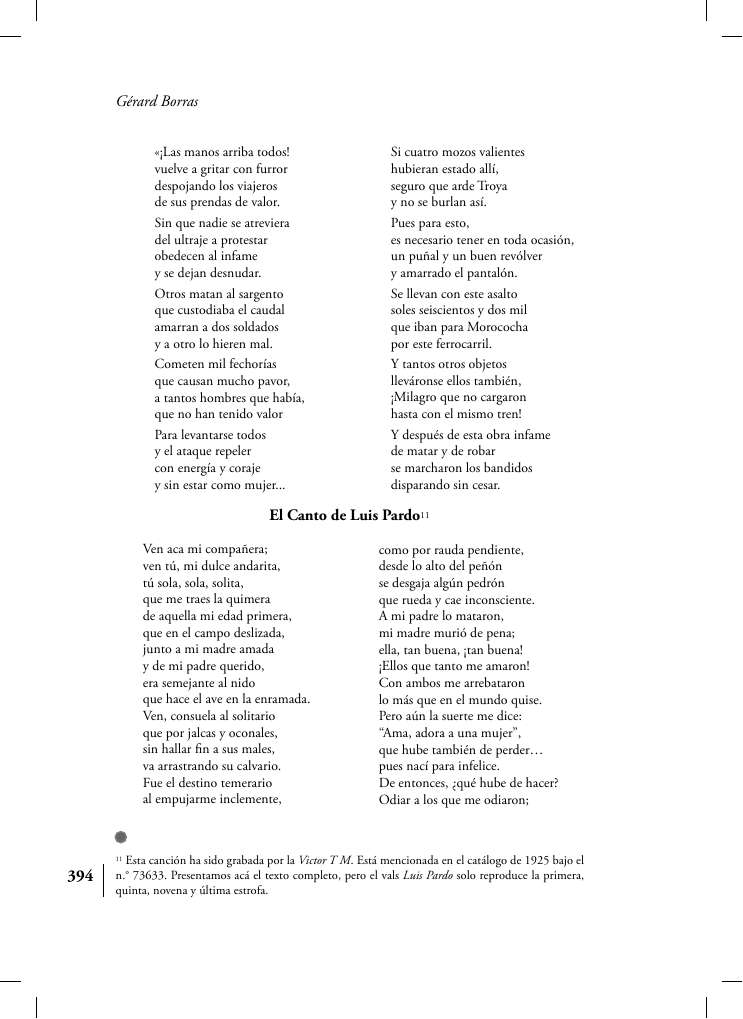 Gérard Borras
«¡Las manos arriba todos!
vuelve a gritar con furror
despojando los viajeros
de sus prendas de valor.
Sin que nadie se atreviera
del ultraje a protestar
obedecen al infame
y se dejan desnudar.
Otros matan al sargento
que custodiaba el caudal
amarran a dos soldados
y a otro lo hieren mal.
Cometen mil fechorías
que causan mucho pavor,
a tantos hombres que había,
que no han tenido valor
Para levantarse todos
y el ataque repeler
con energía y coraje
y sin estar como mujer...
Si cuatro mozos valientes
hubieran estado allí,
seguro que arde Troya
y no se burlan así.
Pues para esto,
es necesario tener en toda ocasión,
un puñal y un buen revólver
y amarrado el pantalón.
Se llevan con este asalto
soles seiscientos y dos mil
que iban para Morococha
por este ferrocarril.
Y tantos otros objetos
lleváronse ellos también,
¡Milagro que no cargaron
hasta con el mismo tren!
Y después de esta obra infame
de matar y de robar
se marcharon los bandidos
disparando sin cesar.
El Canto de Luis Pardo11
Ven aca mi compañera;
ven tú, mi dulce andarita,
tú sola, sola, solita,
que me traes la quimera
de aquella mi edad primera,
que en el campo deslizada,
junto a mi madre amada
y de mi padre querido,
era semejante al nido
que hace el ave en la enramada.
Ven, consuela al solitario
que por jalcas y oconales,
sin hallar fin a sus males,
va arrastrando su calvario.
Fue el destino temerario
al empujarme inclemente,
como por rauda pendiente,
desde lo alto del peñón
se desgaja algún pedrón
que rueda y cae inconsciente.
A mi padre lo mataron,
mi madre murió de pena;
ella, tan buena, ¡tan buena!
¡Ellos que tanto me amaron!
Con ambos me arrebataron
lo más que en el mundo quise.
Pero aún la suerte me dice:
“Ama, adora a una mujer”,
que hube también de perder…
pues nací para infelice.
De entonces, ¿qué hube de hacer?
Odiar a los que me odiaron;
11 Esta canción ha sido grabada por la Victor T M. Está mencionada en el catálogo de 1925 bajo el
n.° 73633. Presentamos acá el texto completo, pero el vals Luis Pardo solo reproduce la primera,
quinta, novena y última estrofa.
394